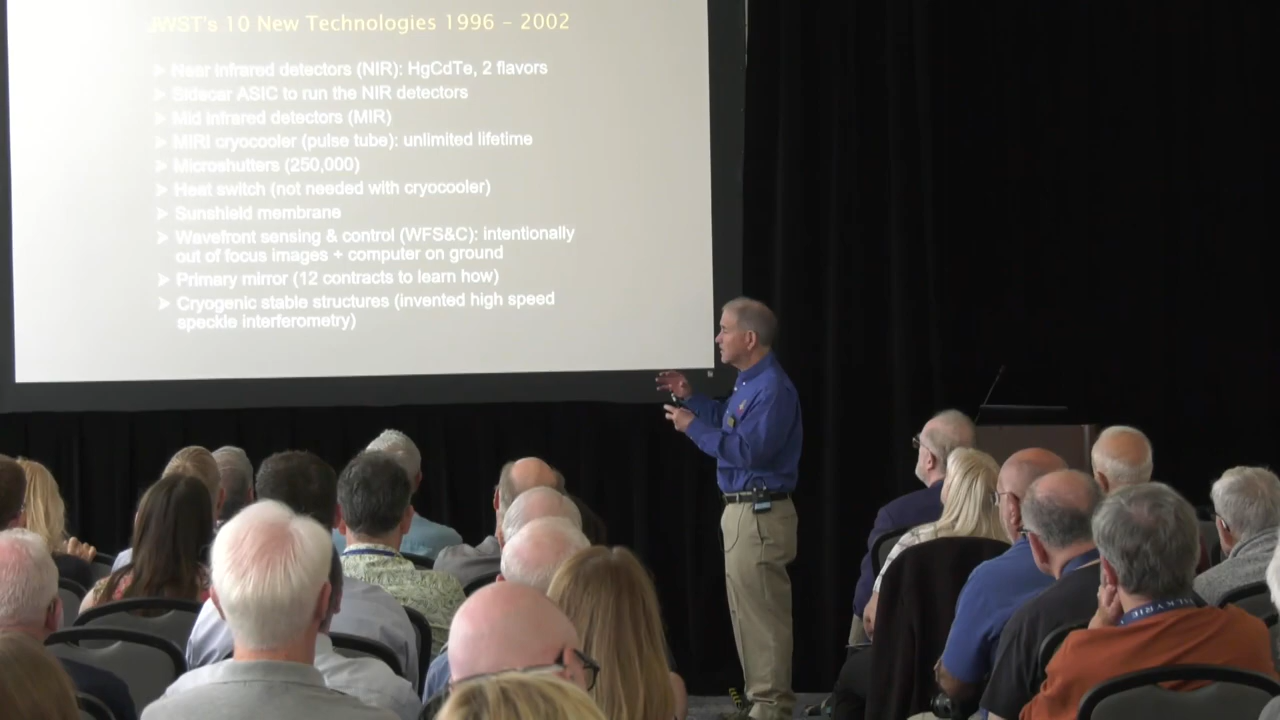 JWST's 10 New Technologies 1996 – 2002
➤ Near infrared detectors (NIR): HgCdTe, 2 flavors
➤ Sidecar ASIC to run the NIR detectors
➤ Mid infrared detectors (MIR)
➤ MIRI cryocooler (pulse tube): unlimited lifetime
➤ Microshutters (250,000)
➤ Heat switch (not needed with cryocooler)
➤ Sunshield membrane
➤ Wavefront sensing & control (WFS&C): intentionally
out of focus images + computer on ground
➤ Primary mirror (12 contracts to learn how)
➤ Cryogenic stable structures (invented high speed
speckle interferometry)
LKYRIE